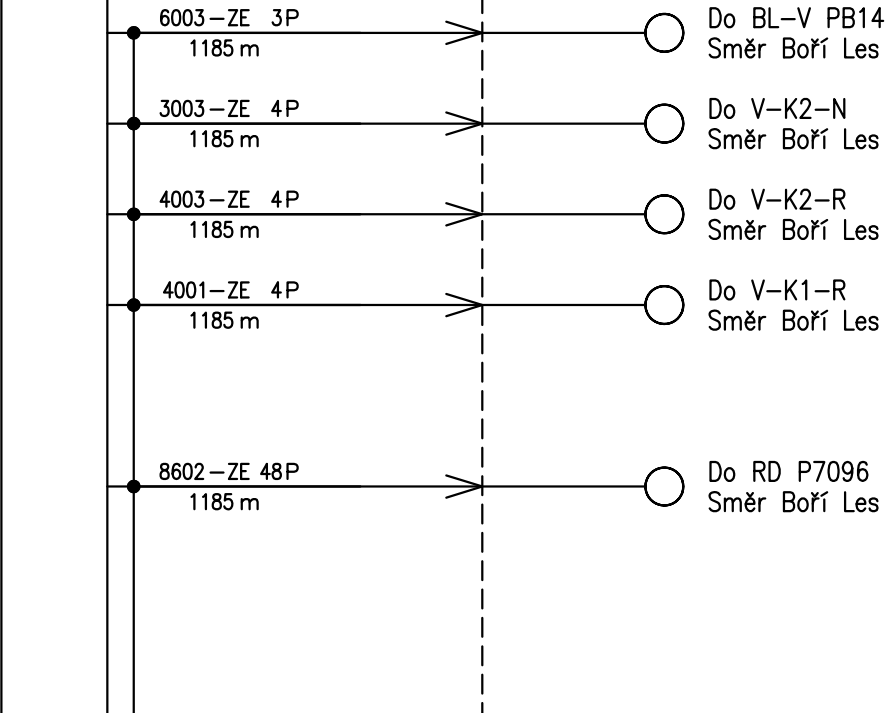 6003-ZE 3P
1185 m
Do BL-V PB14
Směr Boří Les
3003-ZE 4P
1185 m
Do V-K2-N
Směr Boří Les
4003-ZE 4P
1185 m
Do V-K2-R
Směr Boří Les
4001-ZE 4P
1185 m
Do V-K1-R
Směr Boří Les
8602-ZE 48P
1185 m
Do RD P7096
Směr Boří Les